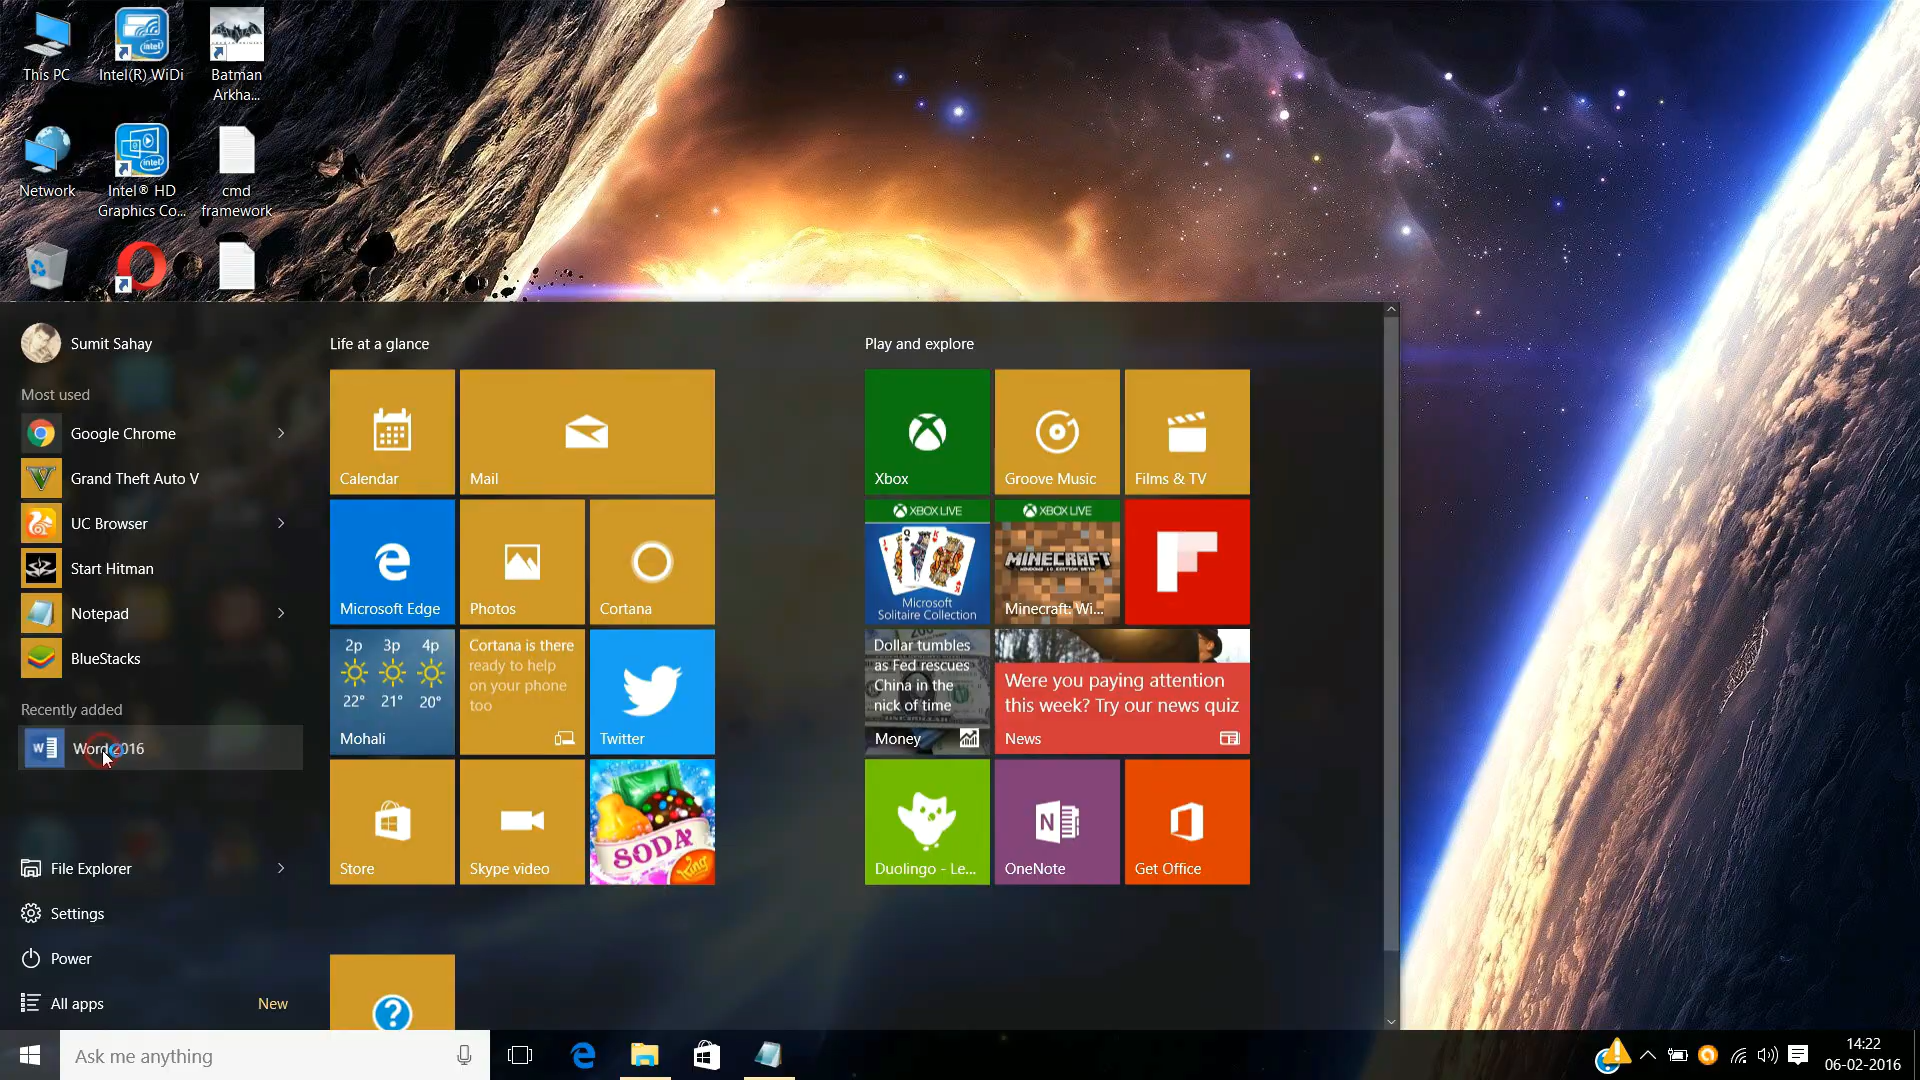 This PC
Intel(R) WiDi
Batman
Arkha...
Network
Intel® HD
Graphics Co...
cmd
framework
Sumit Sahay
Most used
Google Chrome
Grand Theft Auto V
UC Browser
Start Hitman
Notepad
BlueStacks
Recently added
Word 2016
File Explorer
Settings
Power
All apps
New
Life at a glance
Calendar
Mail
Microsoft Edge
Photos
Cortana
2p 3p 4p
22° 21° 20°
Mohali
Cortana is there
ready to help
on your phone
too
Twitter
Store
Skype video
SODA
King
Play and explore
Xbox
Groove Music
Films & TV
XBOX LIVE
Microsoft
Solitaire Collection
XBOX LIVE
MINECRAFT
WINDOWS 10 EDITION BETA
Minecraft: Wi...
Dollar tumbles
as Fed rescues
China in the
nick of time
Money
Were you paying attention
this week? Try our news quiz
News
Duolingo - Le...
OneNote
Get Office
Ask me anything
14:22
06-02-2016